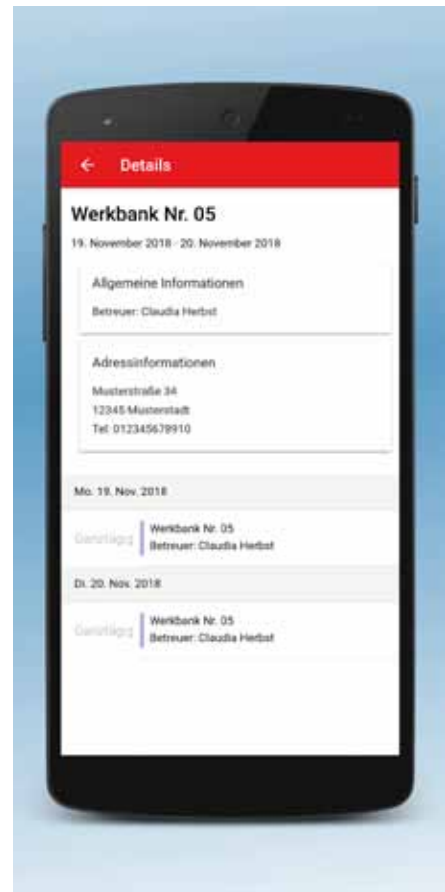 Details
Werkbank Nr. 05
19. November 2018 - 20. November 2018
Allgemeine Informationen
Betreuer: Claudia Herbst
Adressinformationen
Musterstraße 34
12345 Musterstadt
Tel: 012345678910
Mo. 19. Nov. 2018
Ganztägig
Werkbank Nr. 05
Betreuer: Claudia Herbst
Di. 20. Nov. 2018
Ganztägig
Werkbank Nr. 05
Betreuer: Claudia Herbst